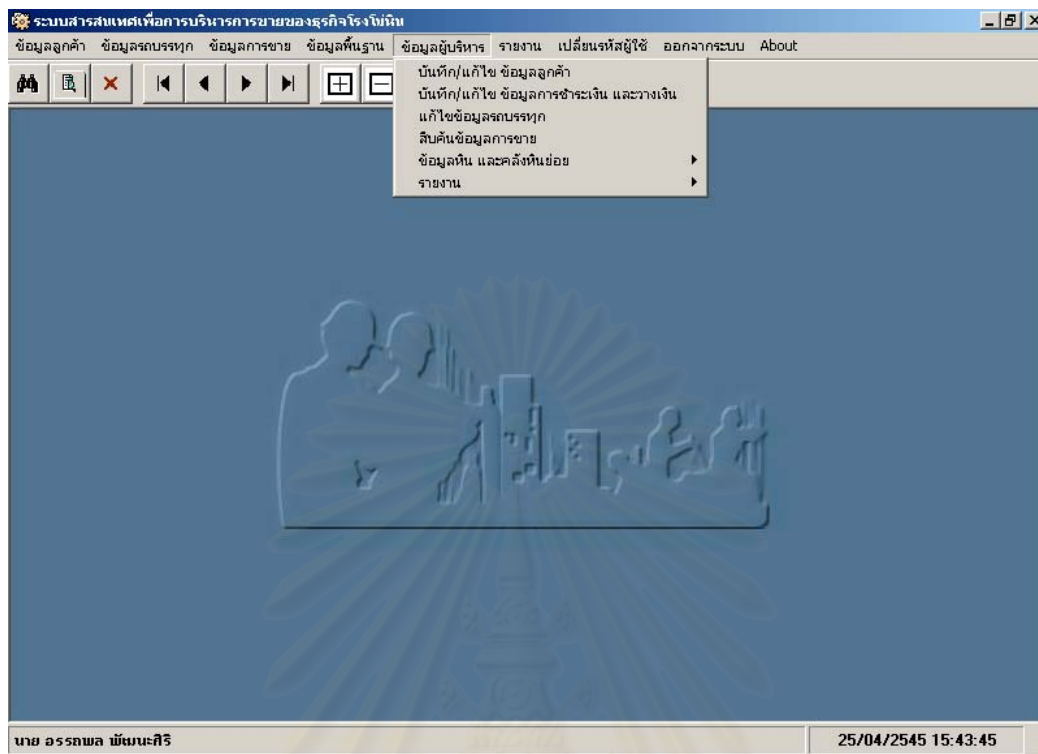 ระบบสารสนเทศเพื่อการบริหารการขายของธุรกิจโรงโม่หิน
ข้อมูลลูกค้า ข้อมูลรถบรรทุก ข้อมูลการขาย ข้อมูลพื้นฐาน ข้อมูลผู้บริหาร รายงาน เปลี่ยนรหัสผู้ใช้ ออกจากระบบ About
บันทึก/แก้ไข ข้อมูลลูกค้า
บันทึก/แก้ไข ข้อมูลการชำระเงิน และวางเงิน
แก้ไขข้อมูลรถบรรทุก
สืบค้นข้อมูลการขาย
ข้อมูลหิน และคลังหินย่อย
รายงาน
นาย อรรถพล พัฒนะศิริ
25/04/2545 15:43:45